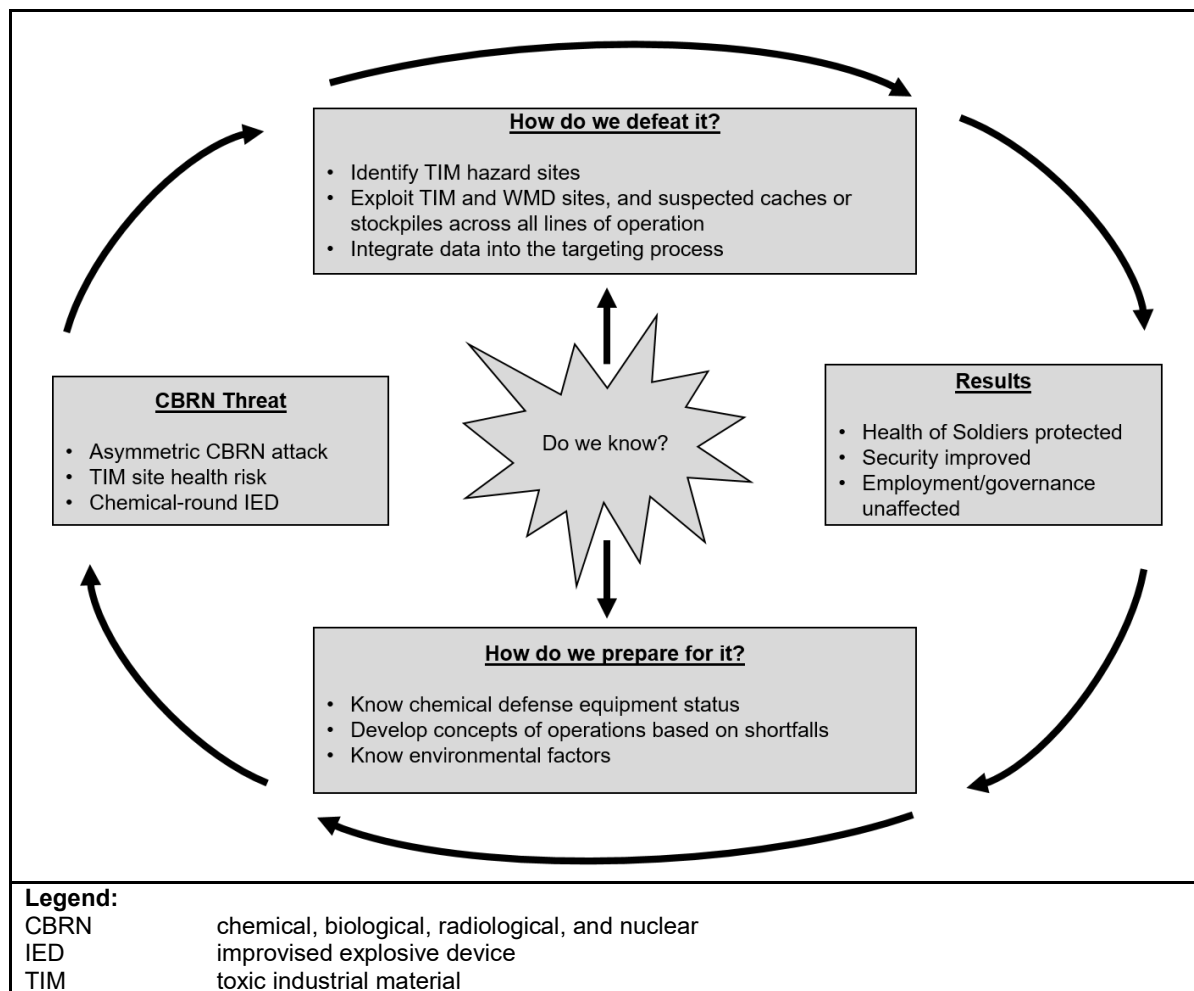 How do we defeat it?
• Identify TIM hazard sites
• Exploit TIM and WMD sites, and suspected caches or
stockpiles across all lines of operation
• Integrate data into the targeting process
CBRN Threat
• Asymmetric CBRN attack
• TIM site health risk
• Chemical-round IED
Do we know?
Results
• Health of Soldiers protected
• Security improved
• Employment/governance
unaffected
How do we prepare for it?
• Know chemical defense equipment status
• Develop concepts of operations based on shortfalls
• Know environmental factors
Legend:
CBRN chemical, biological, radiological, and nuclear
IED improvised explosive device
TIM toxic industrial material